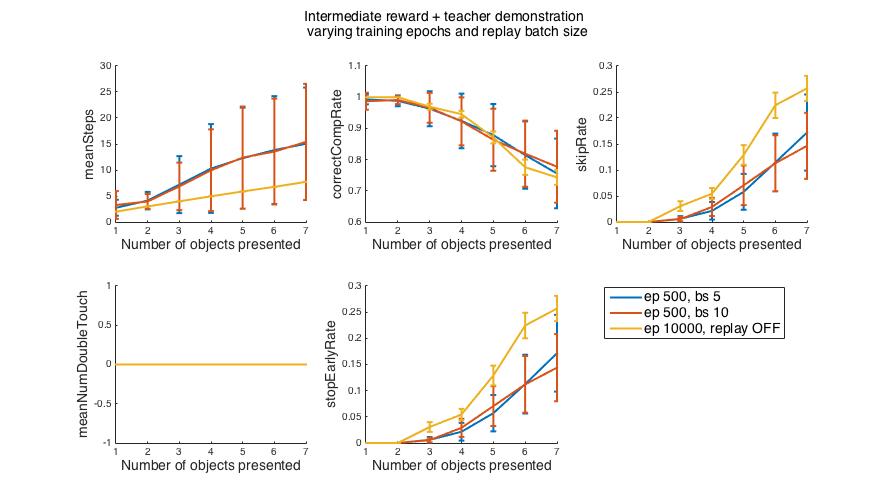 Intermediate reward + teacher demonstration
varying training epochs and replay batch size
meanSteps
30
25
20
15
10
5
0
1 2 3 4 5 6 7
Number of objects presented
correctCompRate
1.1
1
0.9
0.8
0.7
0.6
1 2 3 4 5 6 7
Number of objects presented
skipRate
0.3
0.25
0.2
0.15
0.1
0.05
0
1 2 3 4 5 6 7
Number of objects presented
meanNumDoubleTouch
1
0.5
0
-0.5
-1
1 2 3 4 5 6 7
Number of objects presented
stopEarlyRate
0.3
0.25
0.2
0.15
0.1
0.05
0
1 2 3 4 5 6 7
Number of objects presented
ep 500, bs 5
ep 500, bs 10
ep 10000, replay OFF